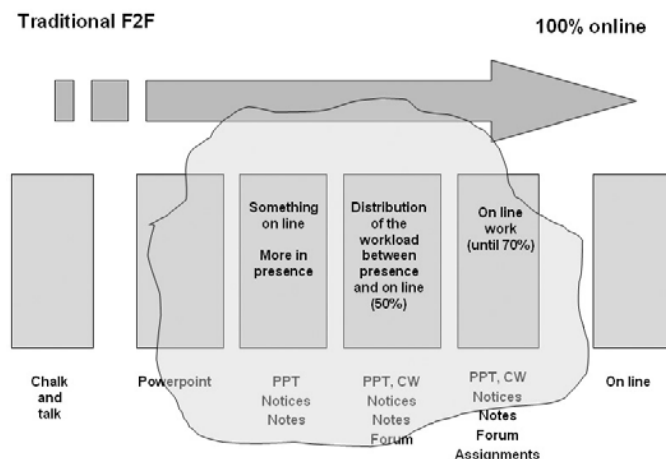 Traditional F2F
100% online
Something
on line
More in
presence
Distribution
of the
workload
between
presence
and on line
(50%)
On line
work
(until 70%)
Chalk
and
talk
Powerpoint
PPT
Notices
Notes
PPT, CW
Notices
Notes
Forum
PPT, CW
Notices
Notes
Forum
Assignments
On line